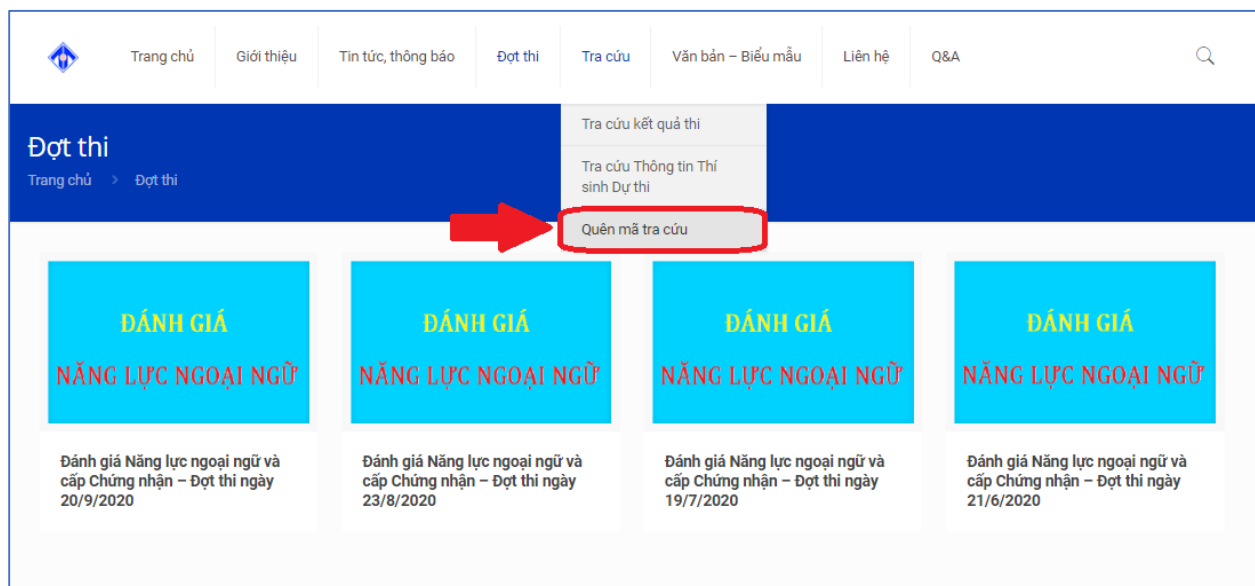 Trang chủ
Giới thiệu
Tin tức, thông báo
Đợt thi
Tra cứu
Văn bản – Biểu mẫu
Liên hệ
Q&A
Tra cứu kết quả thi
Tra cứu Thông tin Thí
sinh Dự thi
Quên mã tra cứu
Đợt thi
Trang chủ > Đợt thi
ĐÁNH GIÁ
NĂNG LỰC NGOẠI NGỮ
Đánh giá Năng lực ngoại ngữ và
cấp Chứng nhận – Đợt thi ngày
20/9/2020
ĐÁNH GIÁ
NĂNG LỰC NGOẠI NGỮ
Đánh giá Năng lực ngoại ngữ và
cấp Chứng nhận – Đợt thi ngày
23/8/2020
ĐÁNH GIÁ
NĂNG LỰC NGOẠI NGỮ
Đánh giá Năng lực ngoại ngữ và
cấp Chứng nhận – Đợt thi ngày
19/7/2020
ĐÁNH GIÁ
NĂNG LỰC NGOẠI NGỮ
Đánh giá Năng lực ngoại ngữ và
cấp Chứng nhận – Đợt thi ngày
21/6/2020